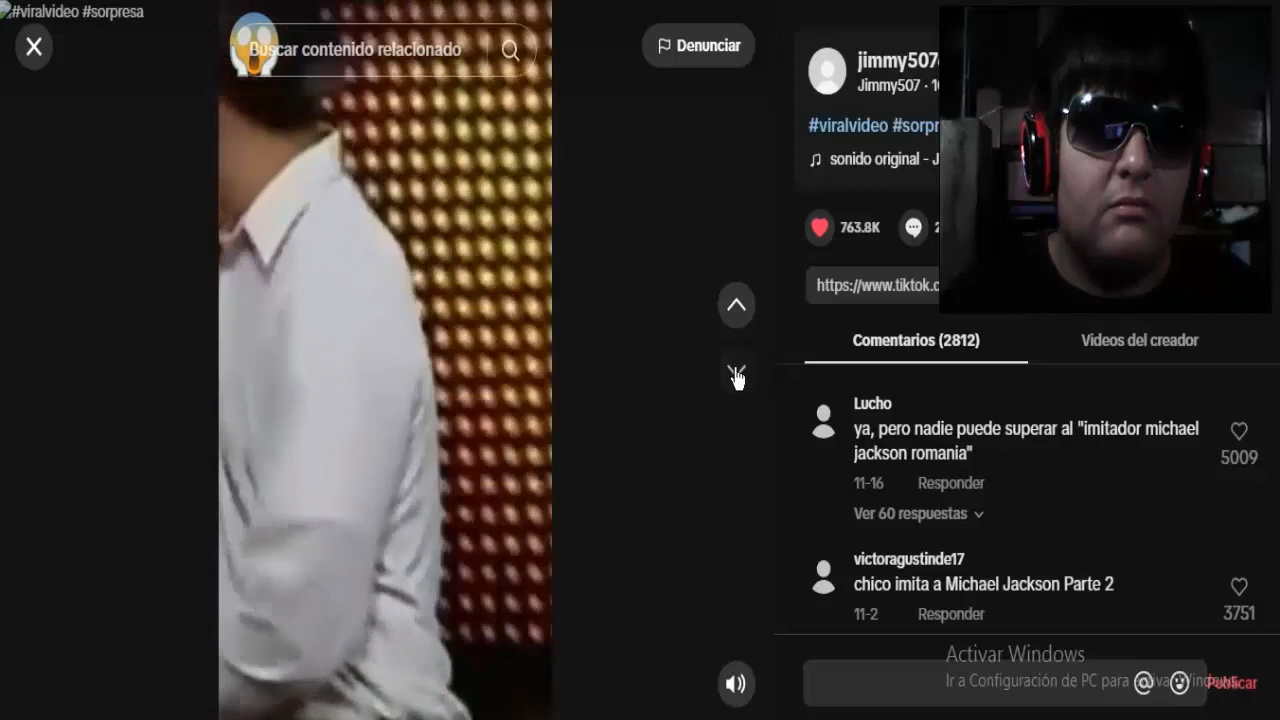 #viralvideo #sorpresa
Buscar contenido relacionado
Denunciar
jimmy507
Jimmy507 · 1
#viralvideo #sorpr
sonido original - J
763.8K
2
https://www.tiktok.c
Comentarios (2812)
Videos del creador
Lucho
ya, pero nadie puede superar al "imitador michael
jackson romania"
5009
11-16 Responder
Ver 60 respuestas
victoragustinde17
chico imita a Michael Jackson Parte 2
3751
11-2 Responder
Activar Windows
Ir a Configuración de PC para activar Windows.
Publicar